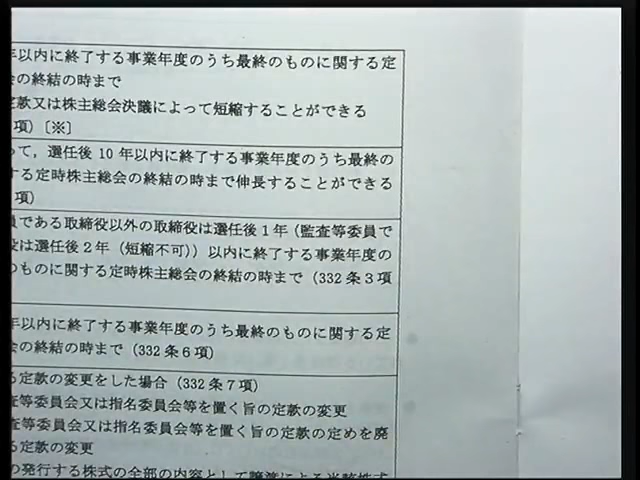 年以内に終了する事業年度のうち最終のものに関する定
会の終結の時まで
定款又は株主総会決議によって短縮することができる
項）〔※〕
って，選任後 10 年以内に終了する事業年度のうち最終の
する定時株主総会の終結の時まで伸長することができる
項）
員である取締役以外の取締役は選任後１年（監査等委員で
役は選任後２年（短縮不可））以内に終了する事業年度の
のものに関する定時株主総会の終結の時まで（332 条３項
年以内に終了する事業年度のうち最終のものに関する定
会の終結の時まで（332 条６項）
る定款の変更をした場合（332 条７項）
査等委員会又は指名委員会等を置く旨の定款の変更
査等委員会又は指名委員会等を置く旨の定款の定めを廃
る定款の変更
の発行する株式の全部の内容として譲渡による当該株式